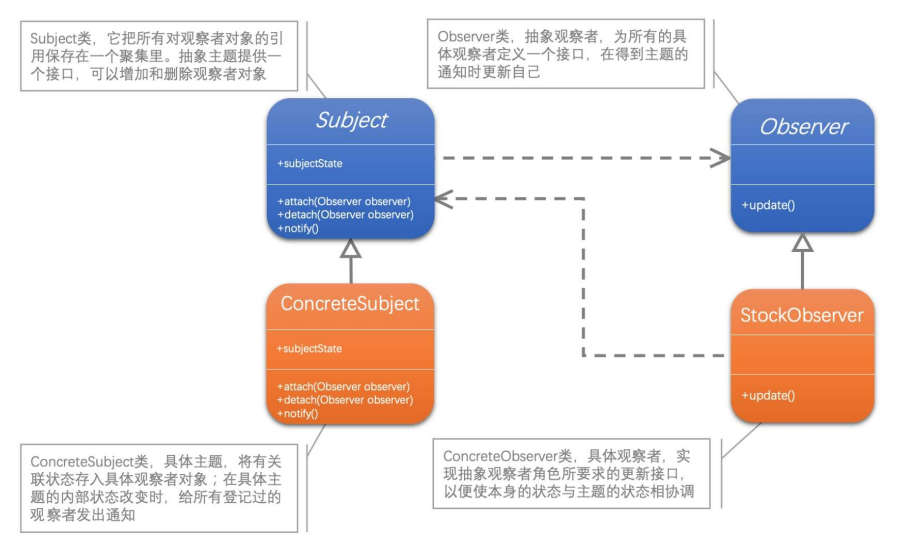 Subject类，它把所有对观察者对象的引
用保存在一个聚集里。抽象主题提供一
个接口，可以增加和删除观察者对象
Observer类，抽象观察者，为所有的具
体观察者定义一个接口，在得到主题的
通知时更新自己
Subject
+subjectState
+attach(Observer observer)
+detach(Observer observer)
+notify()
Observer
+update()
ConcreteSubject
+subjectState
+attach(Observer observer)
+detach(Observer observer)
+notify()
StockObserver
+update()
ConcreteSubject类，具体主题，将有关
联状态存入具体观察者对象；在具体主
题的内部状态改变时，给所有登记过的
观察者发出通知
ConcreteObserver类，具体观察者，实
现抽象观察者角色所要求的更新接口，
以便使本身的状态与主题的状态相协调